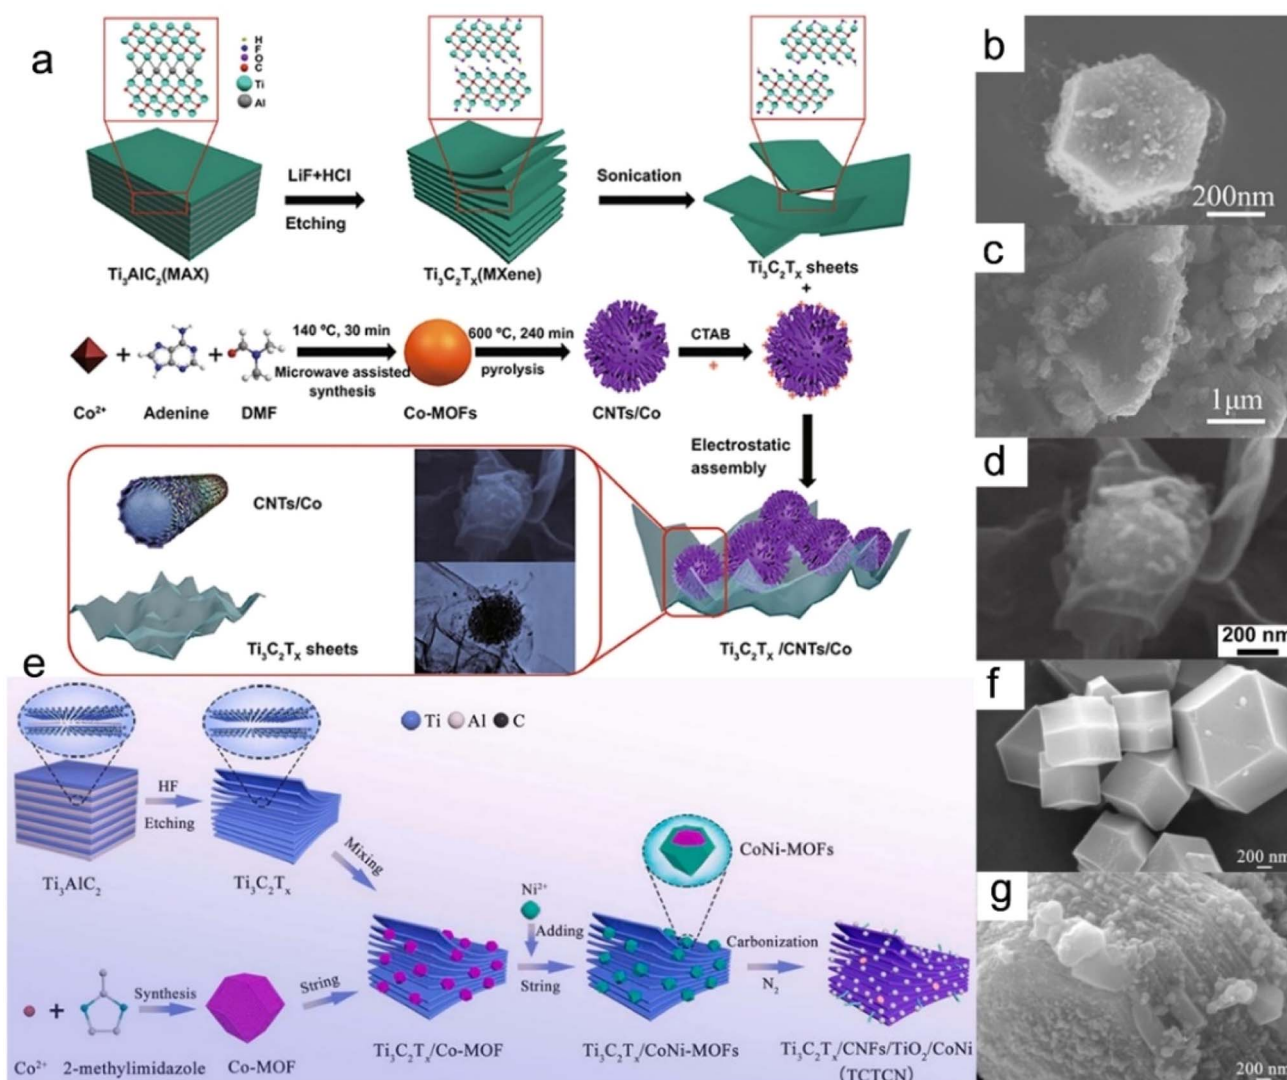 a
H
F
O
C
Ti
Al
LiF+HCl
Etching
Sonication
Ti₃AlC₂(MAX)
Ti₃C₂Tₓ(MXene)
Ti₃C₂Tₓ sheets
+
140 ℃, 30 min
Microwave assisted
synthesis
600 ℃, 240 min
pyrolysis
CTAB
+
+
+
Co²⁺
Adenine
DMF
Co-MOFs
CNTs/Co
Electrostatic
assembly
CNTs/Co
Ti₃C₂Tₓ sheets
Ti₃C₂Tₓ /CNTs/Co
b
200nm
c
1μm
d
200 nm
e
Ti
Al
C
HF
Etching
Ti₃AlC₂
Ti₃C₂Tₓ
Mixing
Ni²⁺
Adding
String
CoNi-MOFs
Carbonization
N₂
+
Synthesis
String
Co²⁺
2-methylimidazole
Co-MOF
Ti₃C₂Tₓ/Co-MOF
Ti₃C₂Tₓ/CoNi-MOFs
Ti₃C₂Tₓ/CNFs/TiO₂/CoNi
(TCTCN)
f
200 nm
g
200 nm